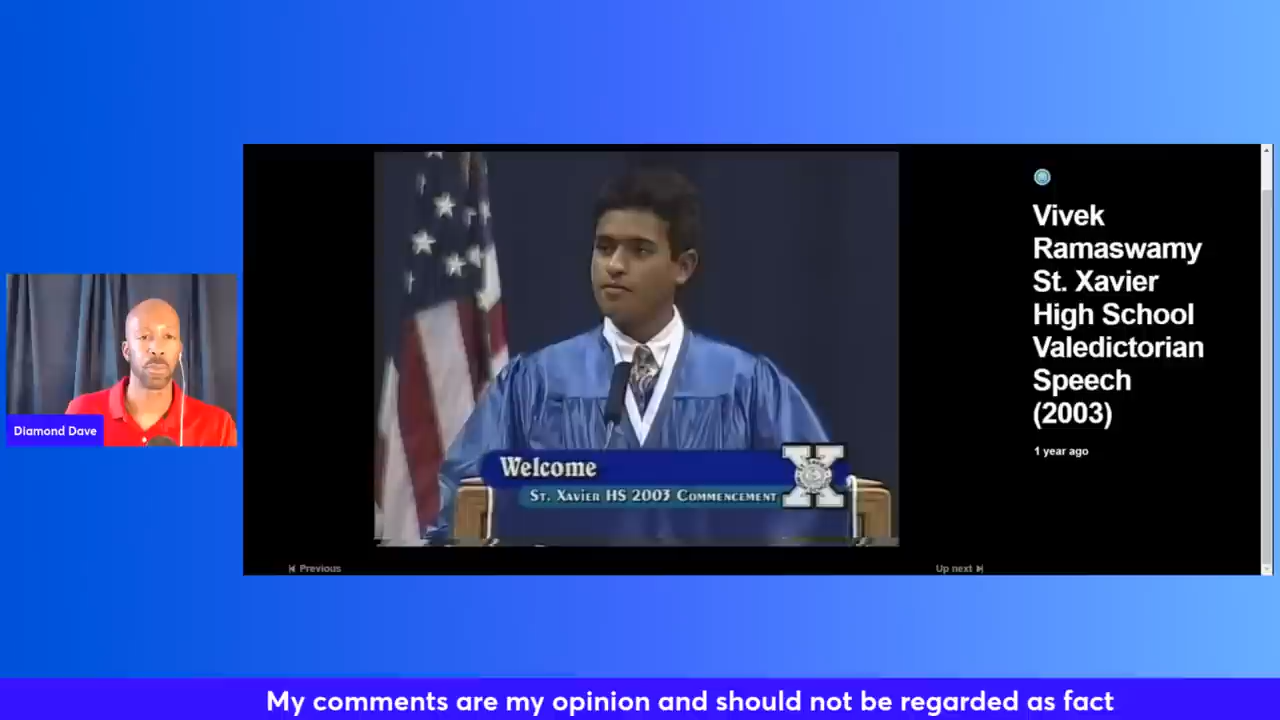 Vivek
Ramaswamy
St. Xavier
High School
Valedictorian
Speech
(2003)
1 year ago
Diamond Dave
Welcome
St. Xavier HS 2003 Commencement
X
Previous
Up next
My comments are my opinion and should not be regarded as fact